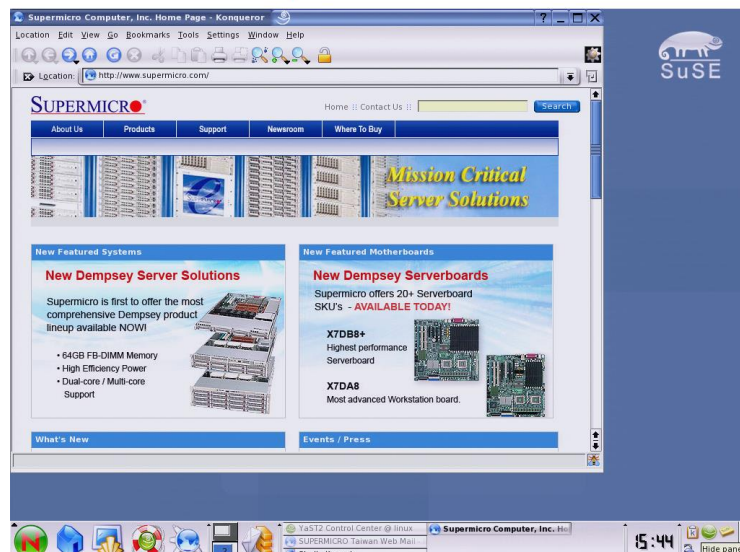 Supermicro Computer, Inc. Home Page - Konqueror
Location Edit View Go Bookmarks Tools Settings Window Help
Location: http://www.supermicro.com/
SuSE
SUPERMICRO
Home :: Contact Us :: Search
About Us Products Support Newsroom Where To Buy
Mission Critical
Server Solutions
New Featured Systems
New Dempsey Server Solutions
Supermicro is first to offer the most
comprehensive Dempsey product
lineup available NOW!
• 64GB FB-DIMM Memory
• High Efficiency Power
• Dual-core / Multi-core
Support
New Featured Motherboards
New Dempsey Serverboards
Supermicro offers 20+ Serverboard
SKU's - AVAILABLE TODAY!
X7DB8+
Highest performance
Serverboard
X7DA8
Most advanced Workstation board.
What's New
Events / Press
YaST2 Control Center @ linux
SUPERMICRO Taiwan Web Mail
Supermicro Computer, Inc. Ho
15:44
Hide pane